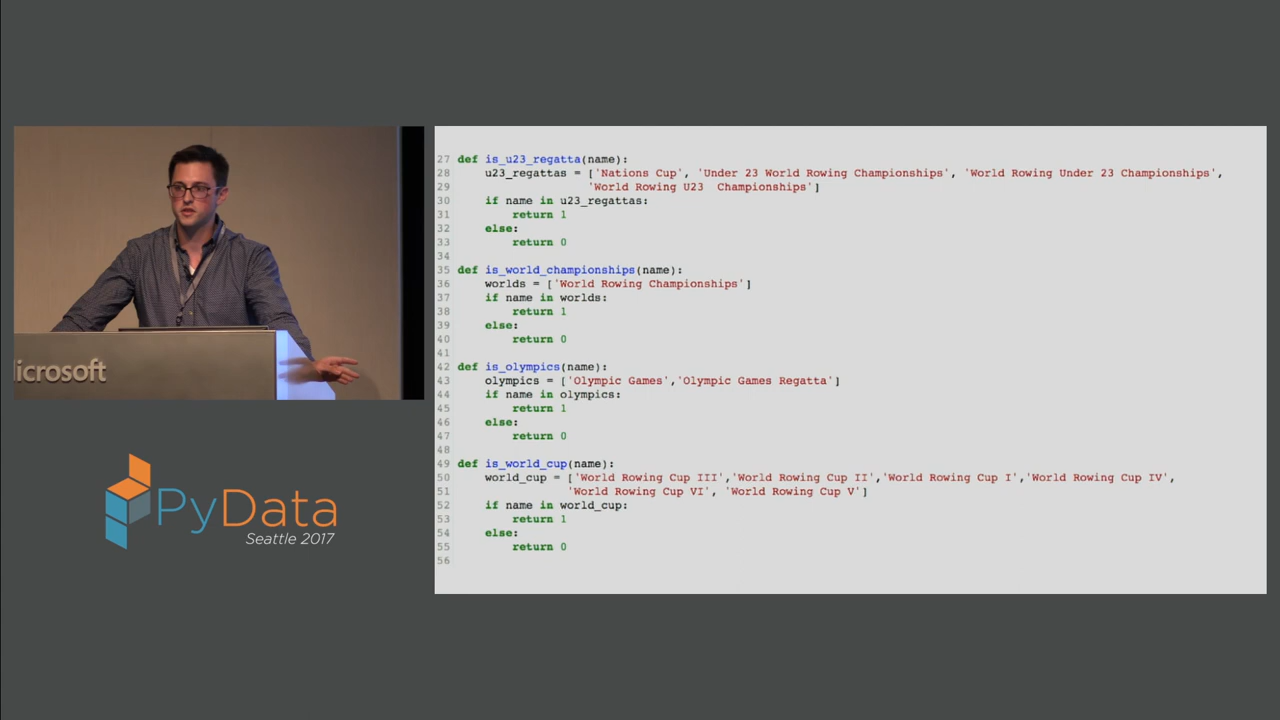 icrosoft
PyData
Seattle 2017
27 def is_u23_regatta(name):
28     u23_regattas = ['Nations Cup', 'Under 23 World Rowing Championships', 'World Rowing Under 23 Championships',
29                    'World Rowing U23  Championships']
30     if name in u23_regattas:
31         return 1
32     else:
33         return 0
34
35 def is_world_championships(name):
36     worlds = ['World Rowing Championships']
37     if name in worlds:
38         return 1
39     else:
40         return 0
41
42 def is_olympics(name):
43     olympics = ['Olympic Games','Olympic Games Regatta']
44     if name in olympics:
45         return 1
46     else:
47         return 0
48
49 def is_world_cup(name):
50     world_cup = ['World Rowing Cup III','World Rowing Cup II','World Rowing Cup I','World Rowing Cup IV',
51                 'World Rowing Cup VI', 'World Rowing Cup V']
52     if name in world_cup:
53         return 1
54     else:
55         return 0
56